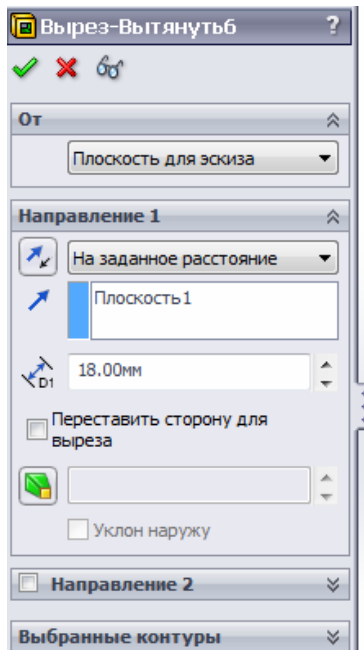 Вырез-Вытянуть6 ?
От
Плоскость для эскиза
Направление 1
На заданное расстояние
Плоскость1
D1 18.00мм
Переставить сторону для
выреза
Уклон наружу
Направление 2
Выбранные контуры